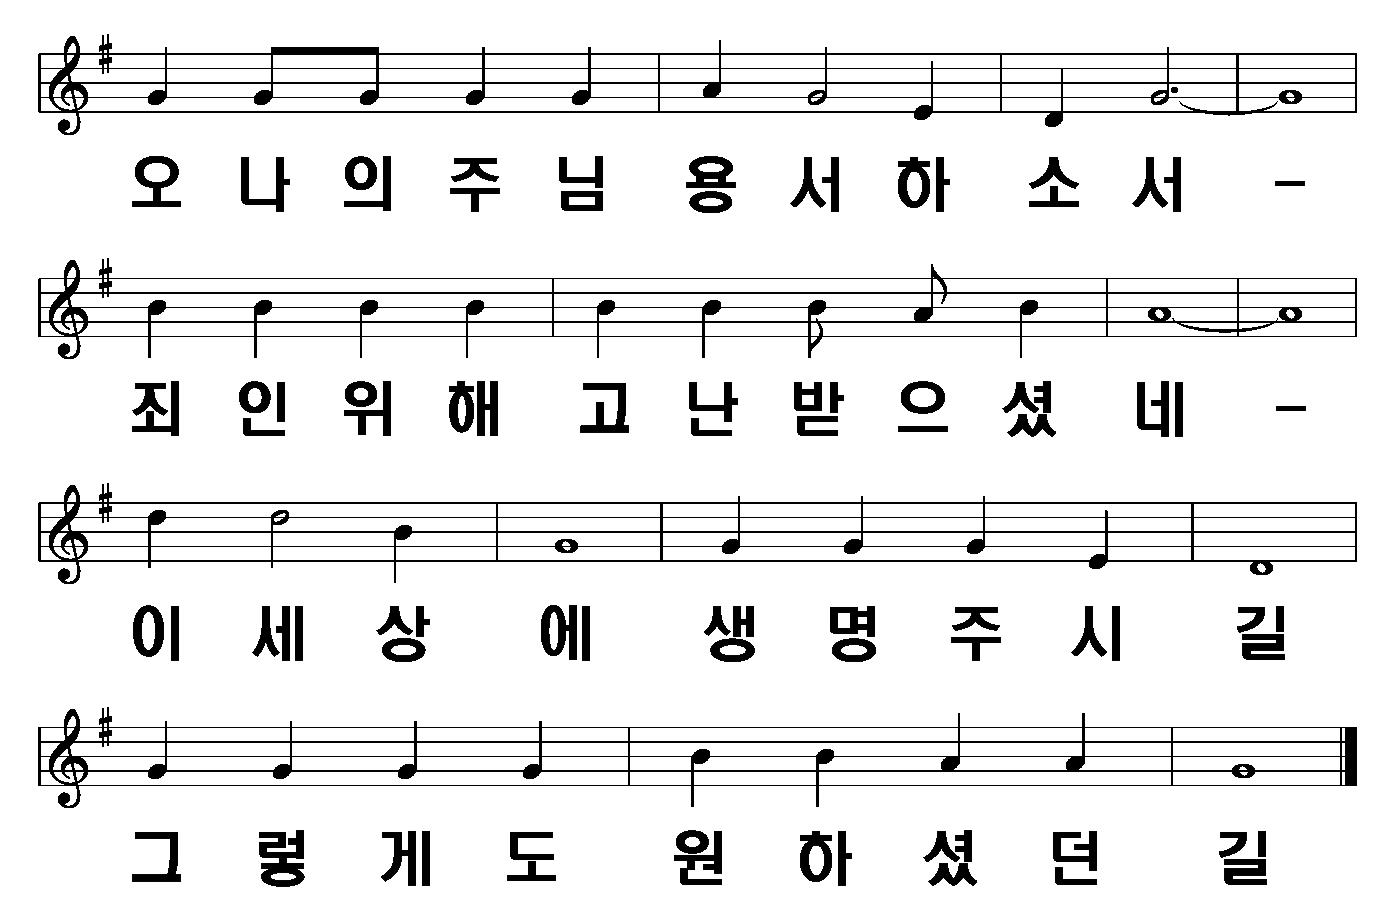 오 나 의 주 님 용 서 하 소 서 -
죄 인 위 해 고 난 받 으 셨 네 -
이 세 상 에 생 명 주 시 길
그 렇 게 도 원 하 셨 던 길